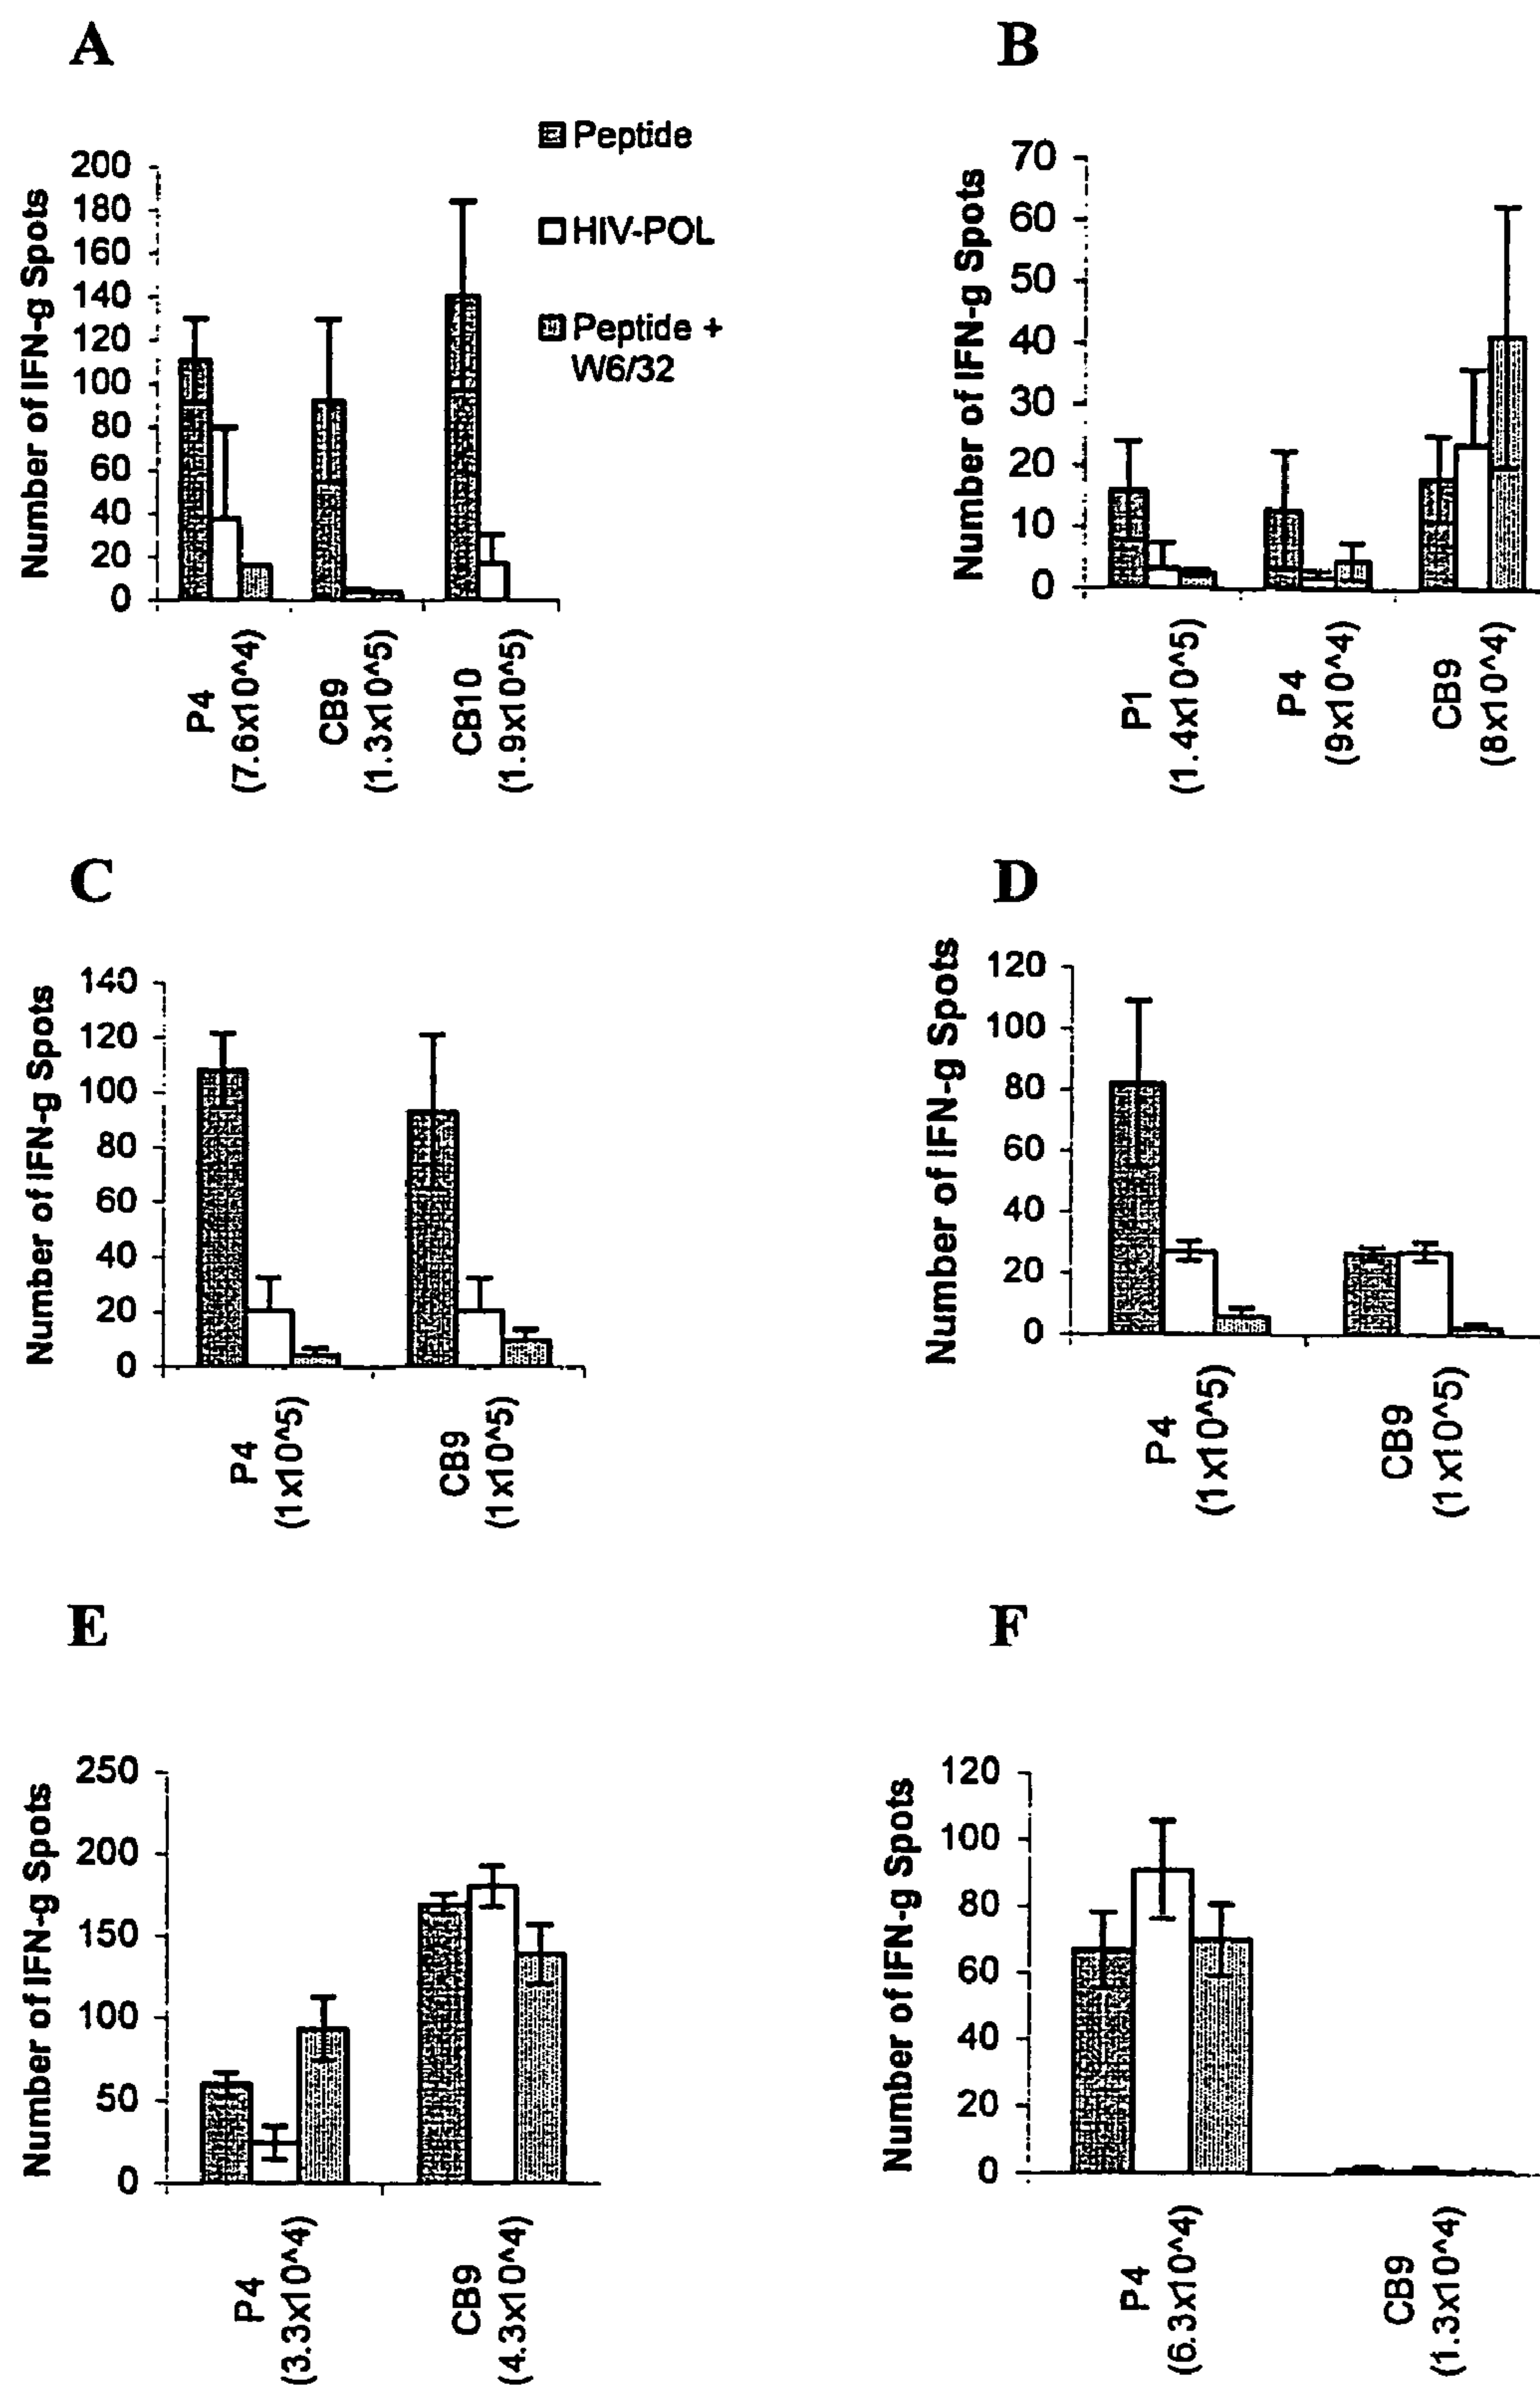 A
Peptide
HIV-POL
Peptide +
W6/32
Number of IFN-g Spots
200
180
160
140
120
100
80
60
40
20
0
P4
(7.6x10^4)
CB9
(1.3x10^5)
CB10
(1.9x10^5)
B
Number of IFN-g Spots
70
60
50
40
30
20
10
0
P1
(1.4x10^5)
P4
(9x10^4)
CB9
(8x10^4)
C
Number of IFN-g Spots
140
120
100
80
60
40
20
0
P4
(1x10^5)
CB9
(1x10^5)
D
Number of IFN-g Spots
120
100
80
60
40
20
0
P4
(1x10^5)
CB9
(1x10^5)
E
Number of IFN-g Spots
250
200
150
100
50
0
P4
(3.3x10^4)
CB9
(4.3x10^4)
F
Number of IFN-g Spots
120
100
80
60
40
20
0
P4
(6.3x10^4)
CB9
(1.3x10^4)